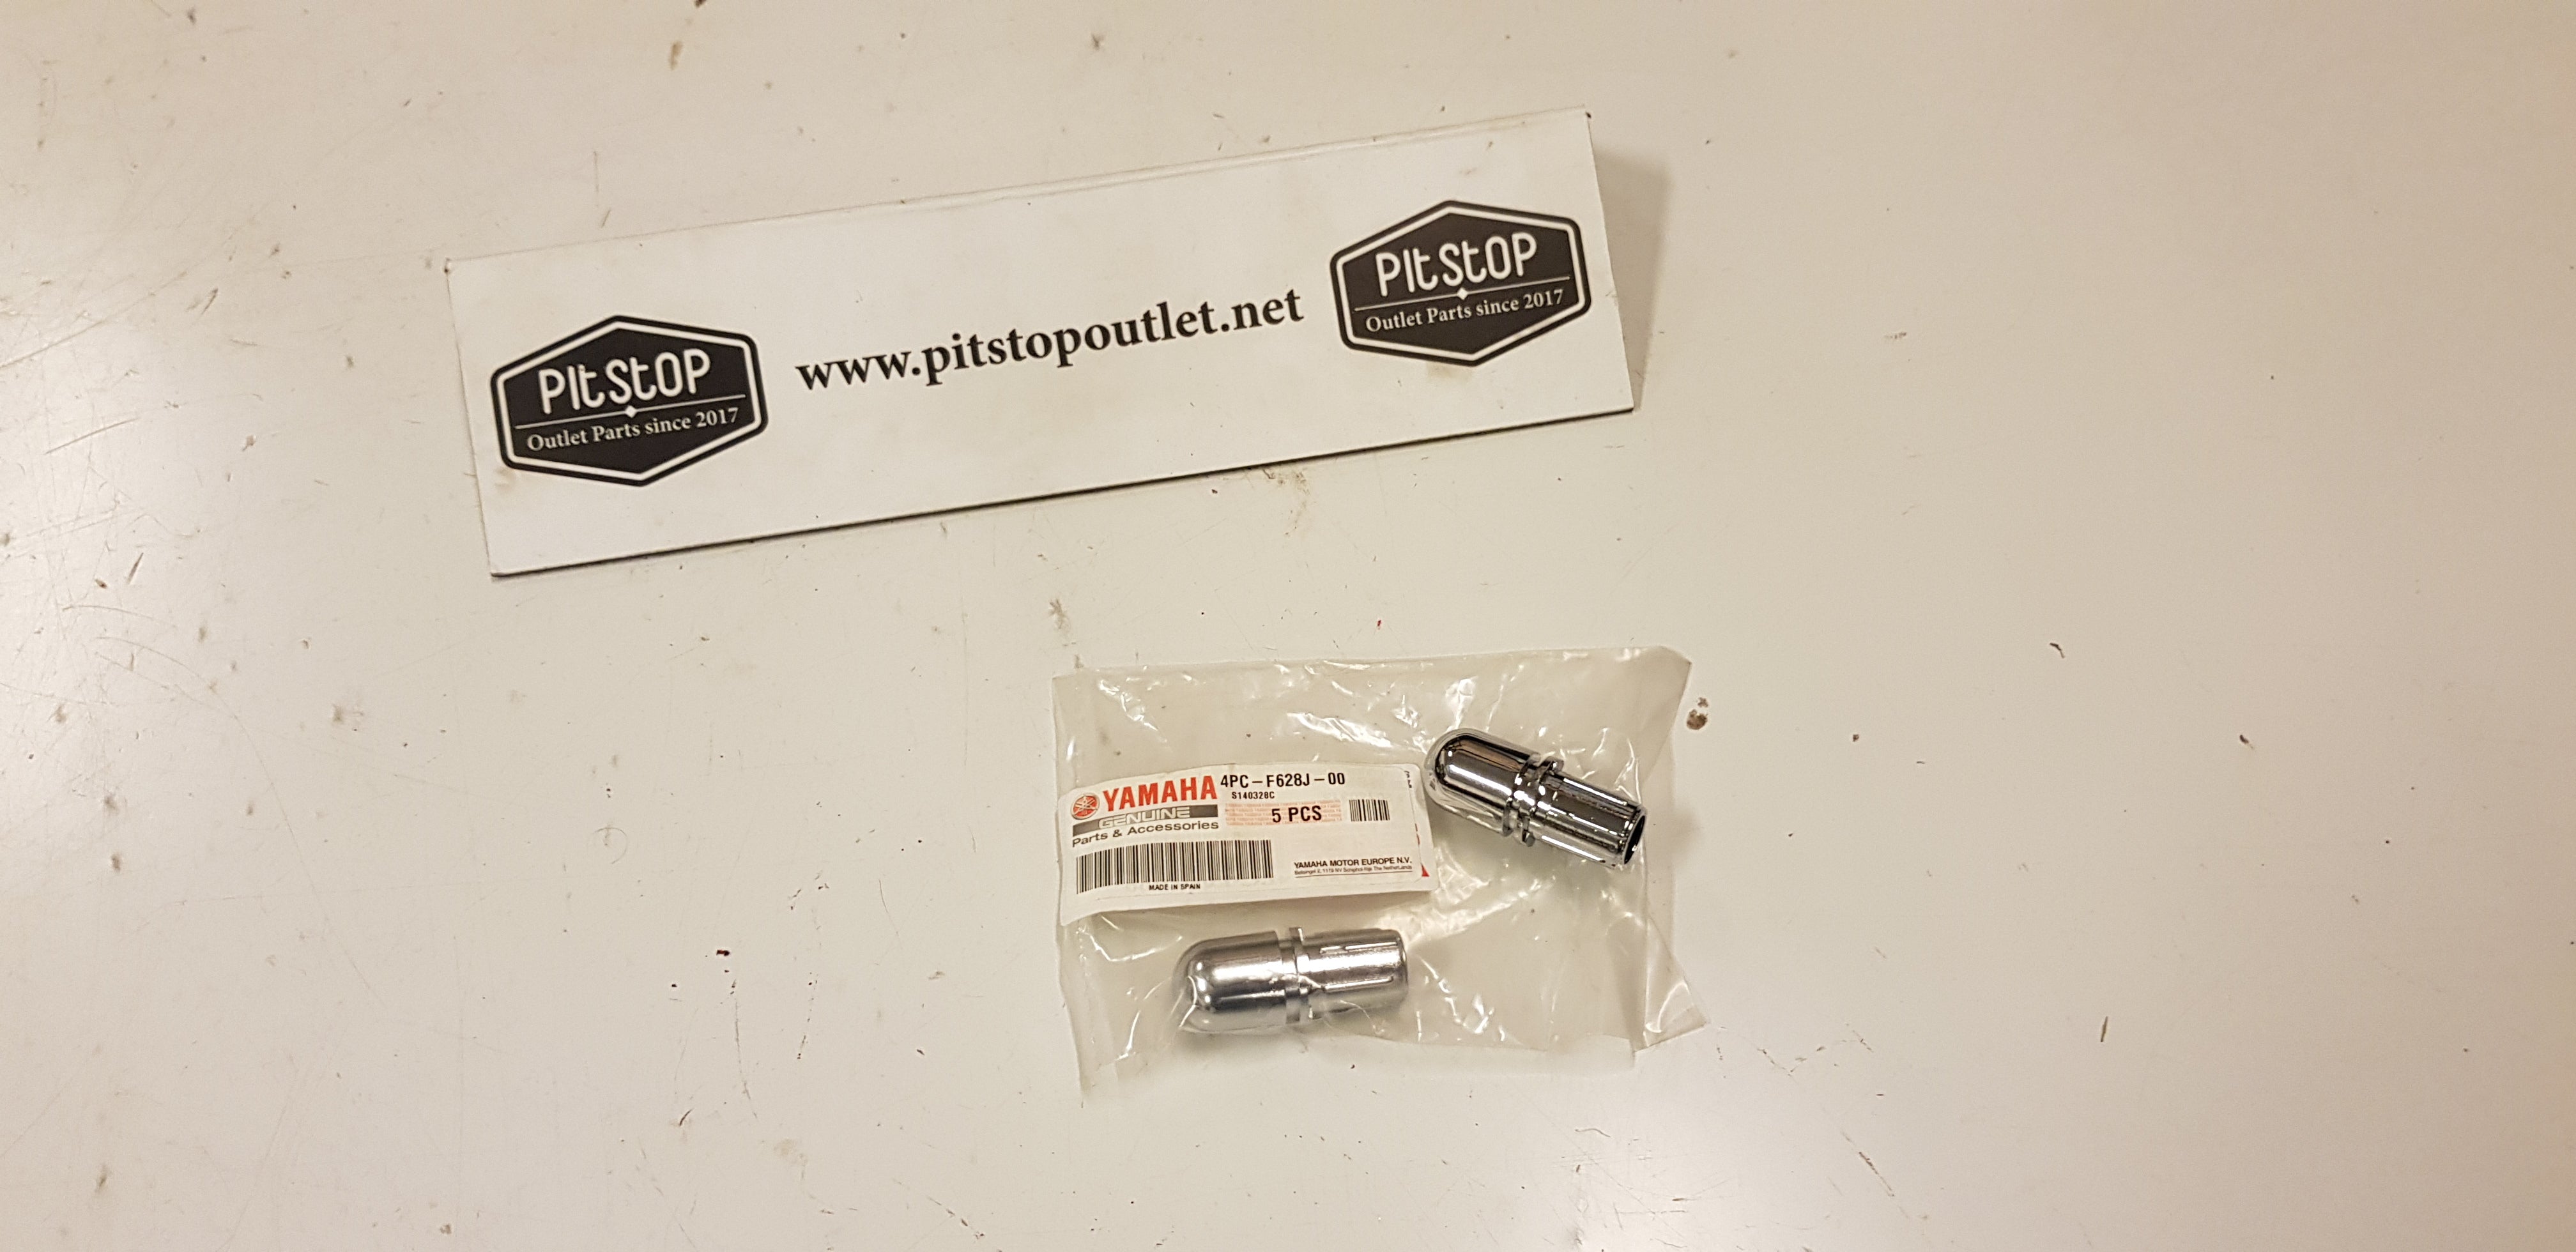 PitStOP
Outlet Parts since 2017
www.pitstopoutlet.net
PitStOP
Outlet Parts since 2017
YAMAHA
GENUINE
Parts & Accessories
4PC-F628J-00
S140328C
5 PCS
MADE IN SPAIN
YAMAHA MOTOR EUROPE N.V.